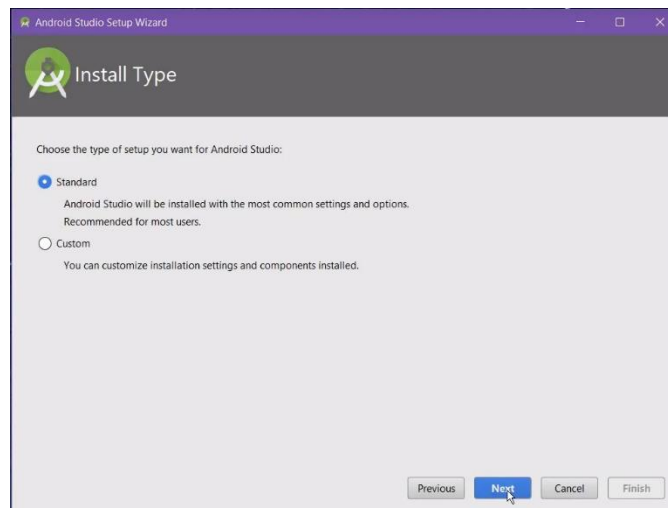 Android Studio Setup Wizard
Install Type
Choose the type of setup you want for Android Studio:
Standard
Android Studio will be installed with the most common settings and options.
Recommended for most users.
Custom
You can customize installation settings and components installed.
Previous Next Cancel Finish